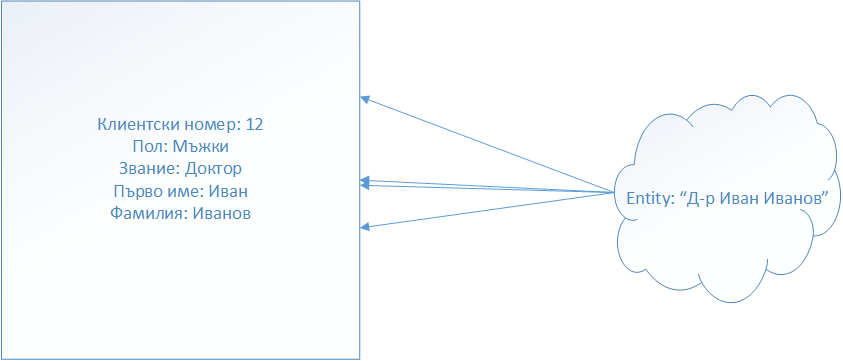 Клиентски номер: 12
Пол: Мъжки
Звание: Доктор
Първо име: Иван
Фамилия: Иванов
Entity: “Д-р Иван Иванов”